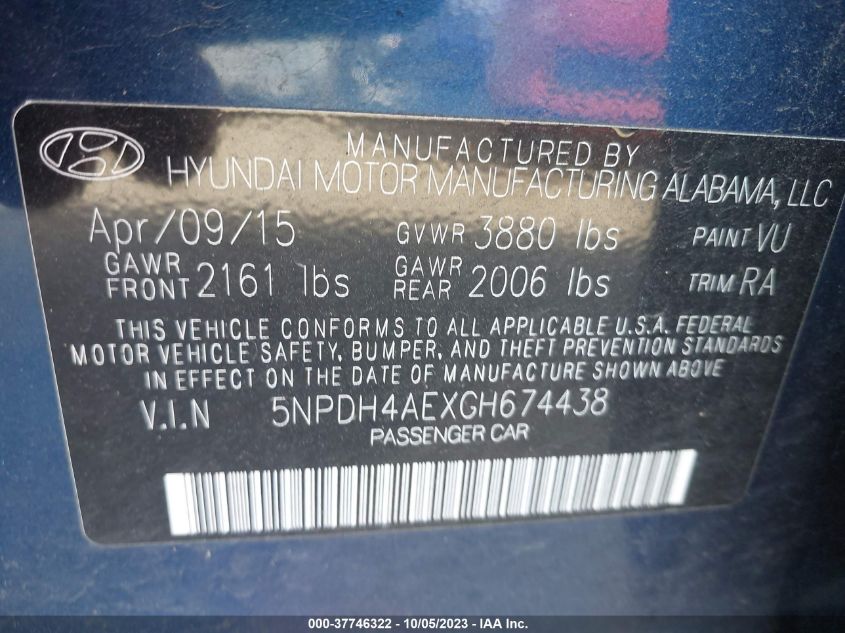 MANUFACTURED BY
HYUNDAI MOTOR MANUFACTURING ALABAMA, LLC
Apr/09/15 GVWR 3880 lbs PAINT VU
GAWR FRONT 2161 lbs GAWR REAR 2006 lbs TRIM RA
THIS VEHICLE CONFORMS TO ALL APPLICABLE U.S.A. FEDERAL
MOTOR VEHICLE SAFETY, BUMPER, AND THEFT PREVENTION STANDARDS
IN EFFECT ON THE DATE OF MANUFACTURE SHOWN ABOVE
V.I.N 5NPDH4AEXGH674438
PASSENGER CAR
000-37746322 - 10/05/2023 - IAA Inc.